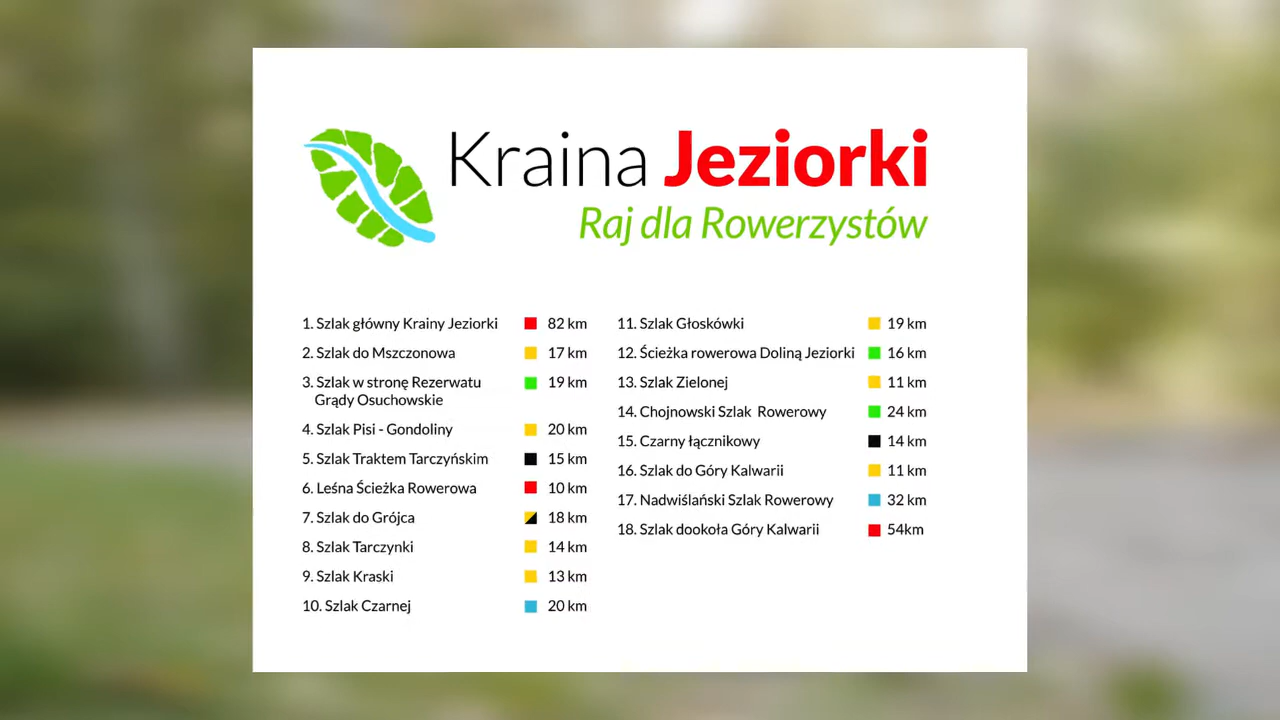 Kraina Jeziorki
Raj dla Rowerzystów
1. Szlak główny Krainy Jeziorki 82 km
2. Szlak do Mszczonowa 17 km
3. Szlak w stronę Rezerwatu 19 km
Grądy Osuchowskie
4. Szlak Pisi - Gondoliny 20 km
5. Szlak Traktem Tarczyńskim 15 km
6. Leśna Ścieżka Rowerowa 10 km
7. Szlak do Grójca 18 km
8. Szlak Tarczynki 14 km
9. Szlak Kraski 13 km
10. Szlak Czarnej 20 km
11. Szlak Głoskówki 19 km
12. Ścieżka rowerowa Doliną Jeziorki 16 km
13. Szlak Zielonej 11 km
14. Chojnowski Szlak Rowerowy 24 km
15. Czarny łącznikowy 14 km
16. Szlak do Góry Kalwarii 11 km
17. Nadwiślański Szlak Rowerowy 32 km
18. Szlak dookoła Góry Kalwarii 54km